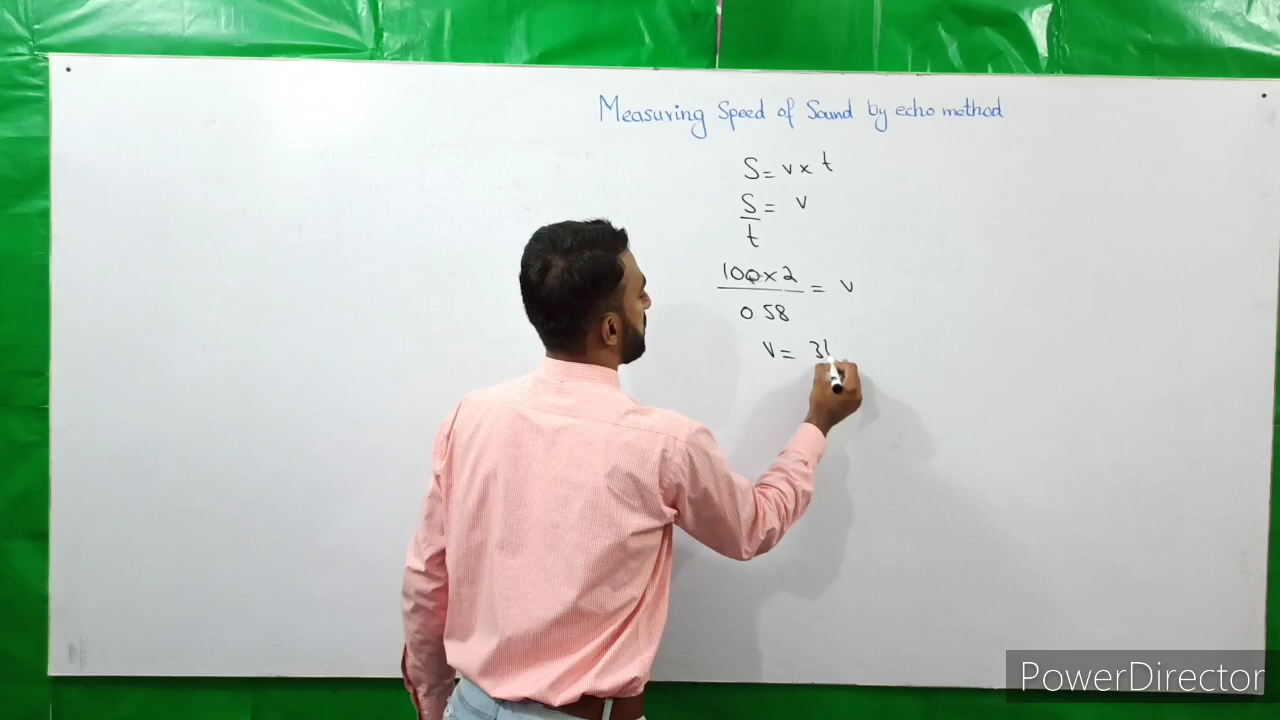 Measuring Speed of Sound by echo method
S = v x t
S/t = v
100 x 2 / 0.58 = v
v = 3
PowerDirector